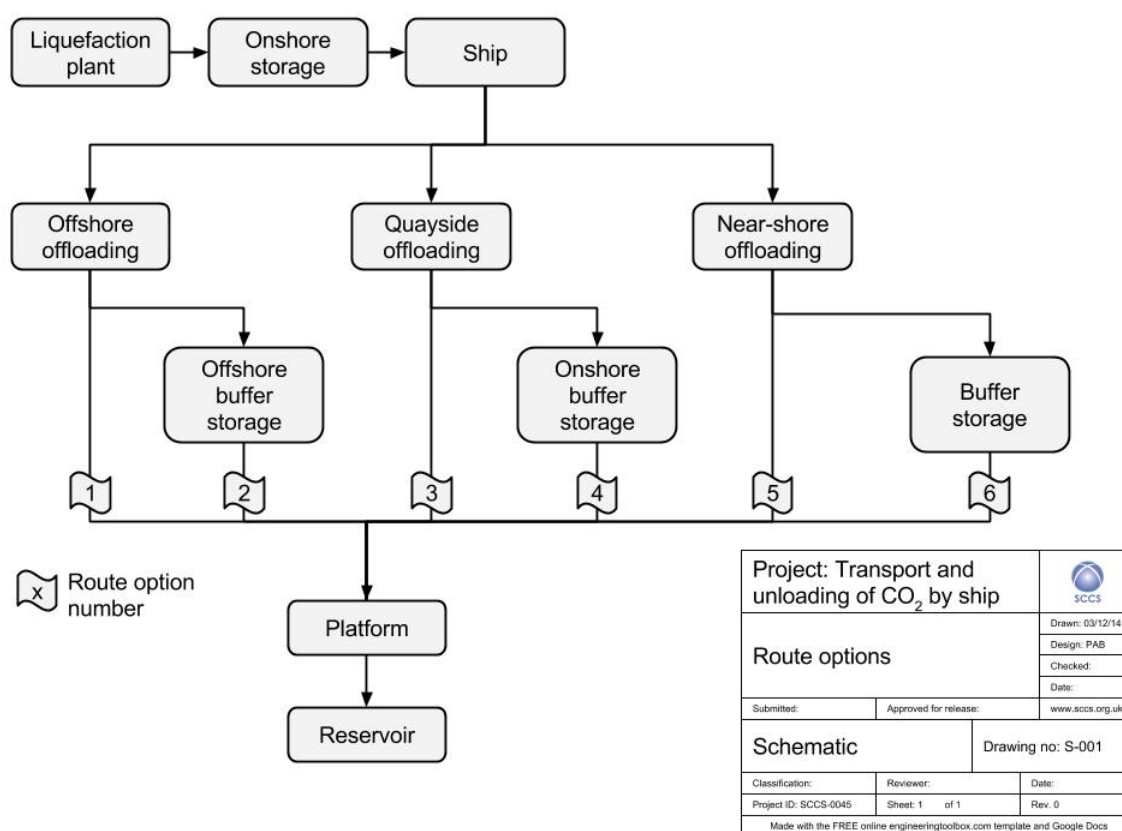 Liquefaction
plant
Onshore
storage
Ship
Offshore
offloading
Quayside
offloading
Near-shore
offloading
Offshore
buffer
storage
Onshore
buffer
storage
Buffer
storage
1
2
3
4
5
6
x
Route option
number
Platform
Reservoir
Project: Transport and
unloading of CO₂ by ship
SCCS
Drawn: 03/12/14
Design: PAB
Checked:
Date:
Route options
Submitted:
Approved for release:
www.sccs.org.uk
Schematic
Drawing no: S-001
Classification:
Reviewer:
Date:
Project ID: SCCS-0045
Sheet: 1 of 1
Rev. 0
Made with the FREE online engineeringtoolbox.com template and Google Docs